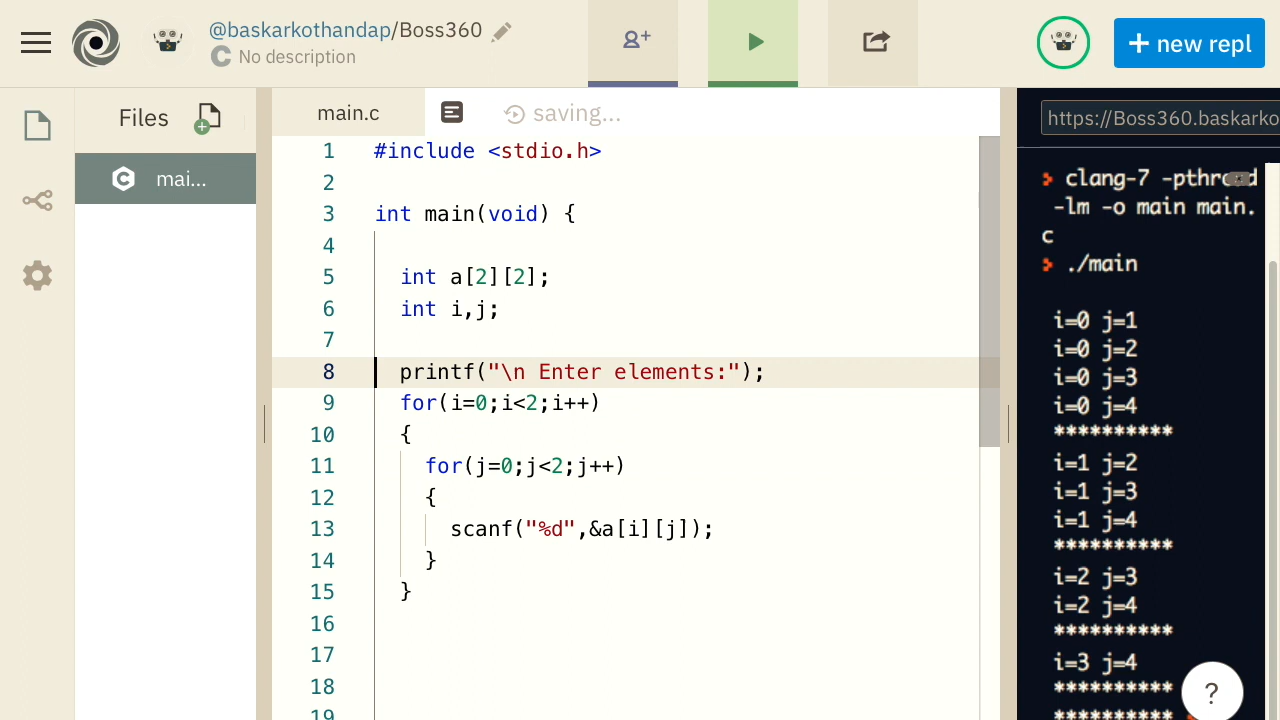 @baskarkothandap/Boss360
No description
+ new repl
Files
main.c
saving...
mai...
https://Boss360.baskarko
1 #include <stdio.h>
2
3 int main(void) {
4
5 int a[2][2];
6 int i,j;
7
8 printf("\n Enter elements:");
9 for(i=0;i<2;i++)
10 {
11 for(j=0;j<2;j++)
12 {
13 scanf("%d",&a[i][j]);
14 }
15 }
16
17
18
19
clang-7 -pthread
-lm -o main main.
c
./main
i=0 j=1
i=0 j=2
i=0 j=3
i=0 j=4
**********
i=1 j=2
i=1 j=3
i=1 j=4
**********
i=2 j=3
i=2 j=4
**********
i=3 j=4
**********
**********
?